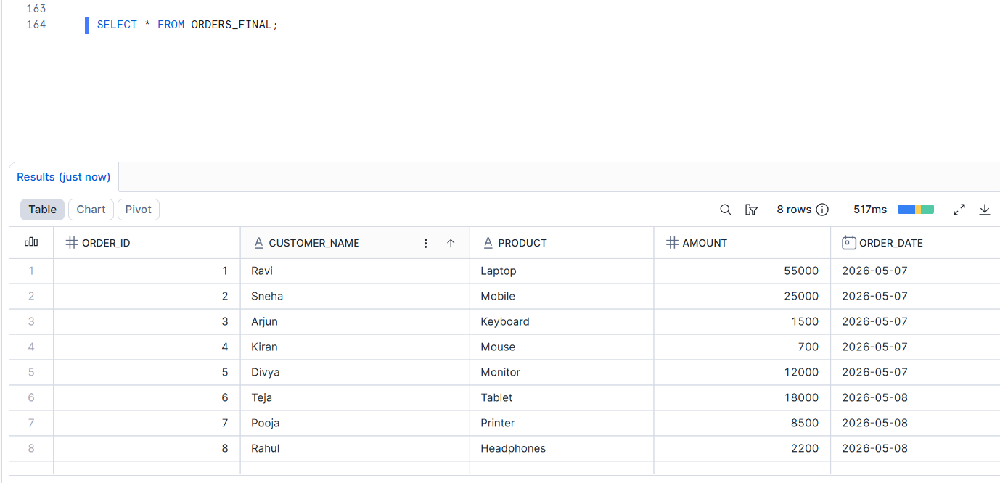 163
164 SELECT * FROM ORDERS_FINAL;
Results (just now)
Table Chart Pivot 8 rows 517ms
ORDER_ID CUSTOMER_NAME PRODUCT AMOUNT ORDER_DATE
1 1 Ravi Laptop 55000 2026-05-07
2 2 Sneha Mobile 25000 2026-05-07
3 3 Arjun Keyboard 1500 2026-05-07
4 4 Kiran Mouse 700 2026-05-07
5 5 Divya Monitor 12000 2026-05-07
6 6 Teja Tablet 18000 2026-05-08
7 7 Pooja Printer 8500 2026-05-08
8 8 Rahul Headphones 2200 2026-05-08